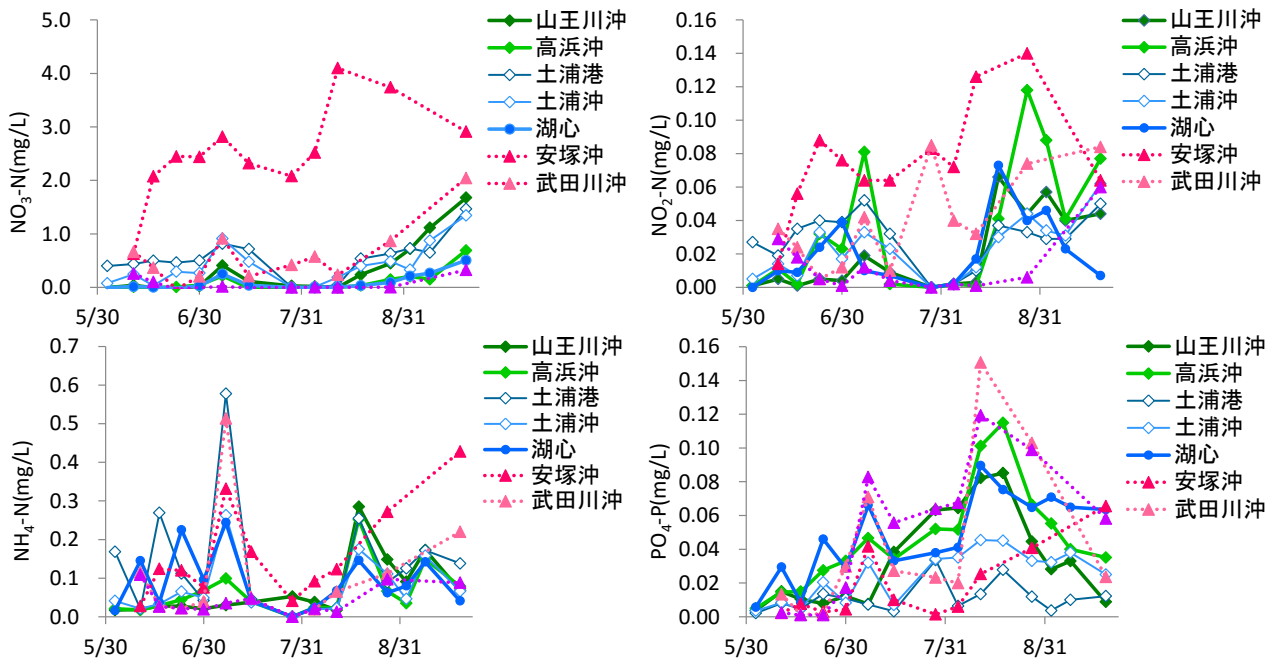 5.0
4.0
3.0
2.0
1.0
0.0
NO3-N(mg/L)
5/30 6/30 7/31 8/31
山王川沖
高浜沖
土浦港
土浦沖
湖心
安塚沖
武田川沖
0.16
0.14
0.12
0.10
0.08
0.06
0.04
0.02
0.00
NO2-N(mg/L)
5/30 6/30 7/31 8/31
山王川沖
高浜沖
土浦港
土浦沖
湖心
安塚沖
武田川沖
0.7
0.6
0.5
0.4
0.3
0.2
0.1
0.0
NH4-N(mg/L)
5/30 6/30 7/31 8/31
山王川沖
高浜沖
土浦港
土浦沖
湖心
安塚沖
武田川沖
0.16
0.14
0.12
0.10
0.08
0.06
0.04
0.02
0.00
PO4-P(mg/L)
5/30 6/30 7/31 8/31
山王川沖
高浜沖
土浦港
土浦沖
湖心
安塚沖
武田川沖